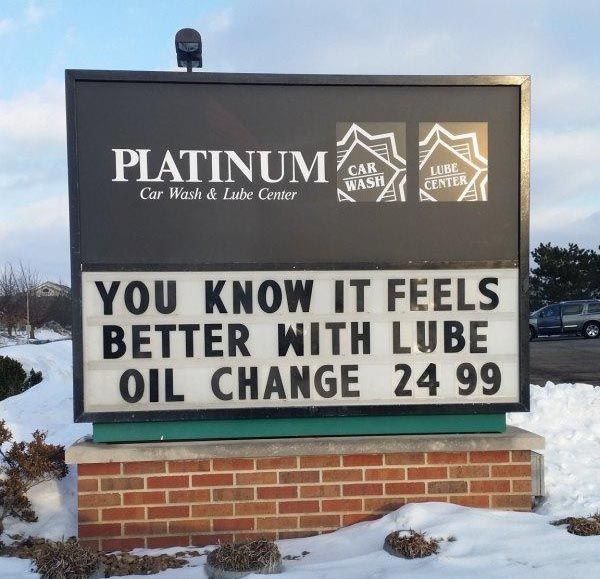 PLATINUM
Car Wash & Lube Center
CAR
WASH
LUBE
CENTER
YOU KNOW IT FEELS
BETTER WITH LUBE
OIL CHANGE 24 99